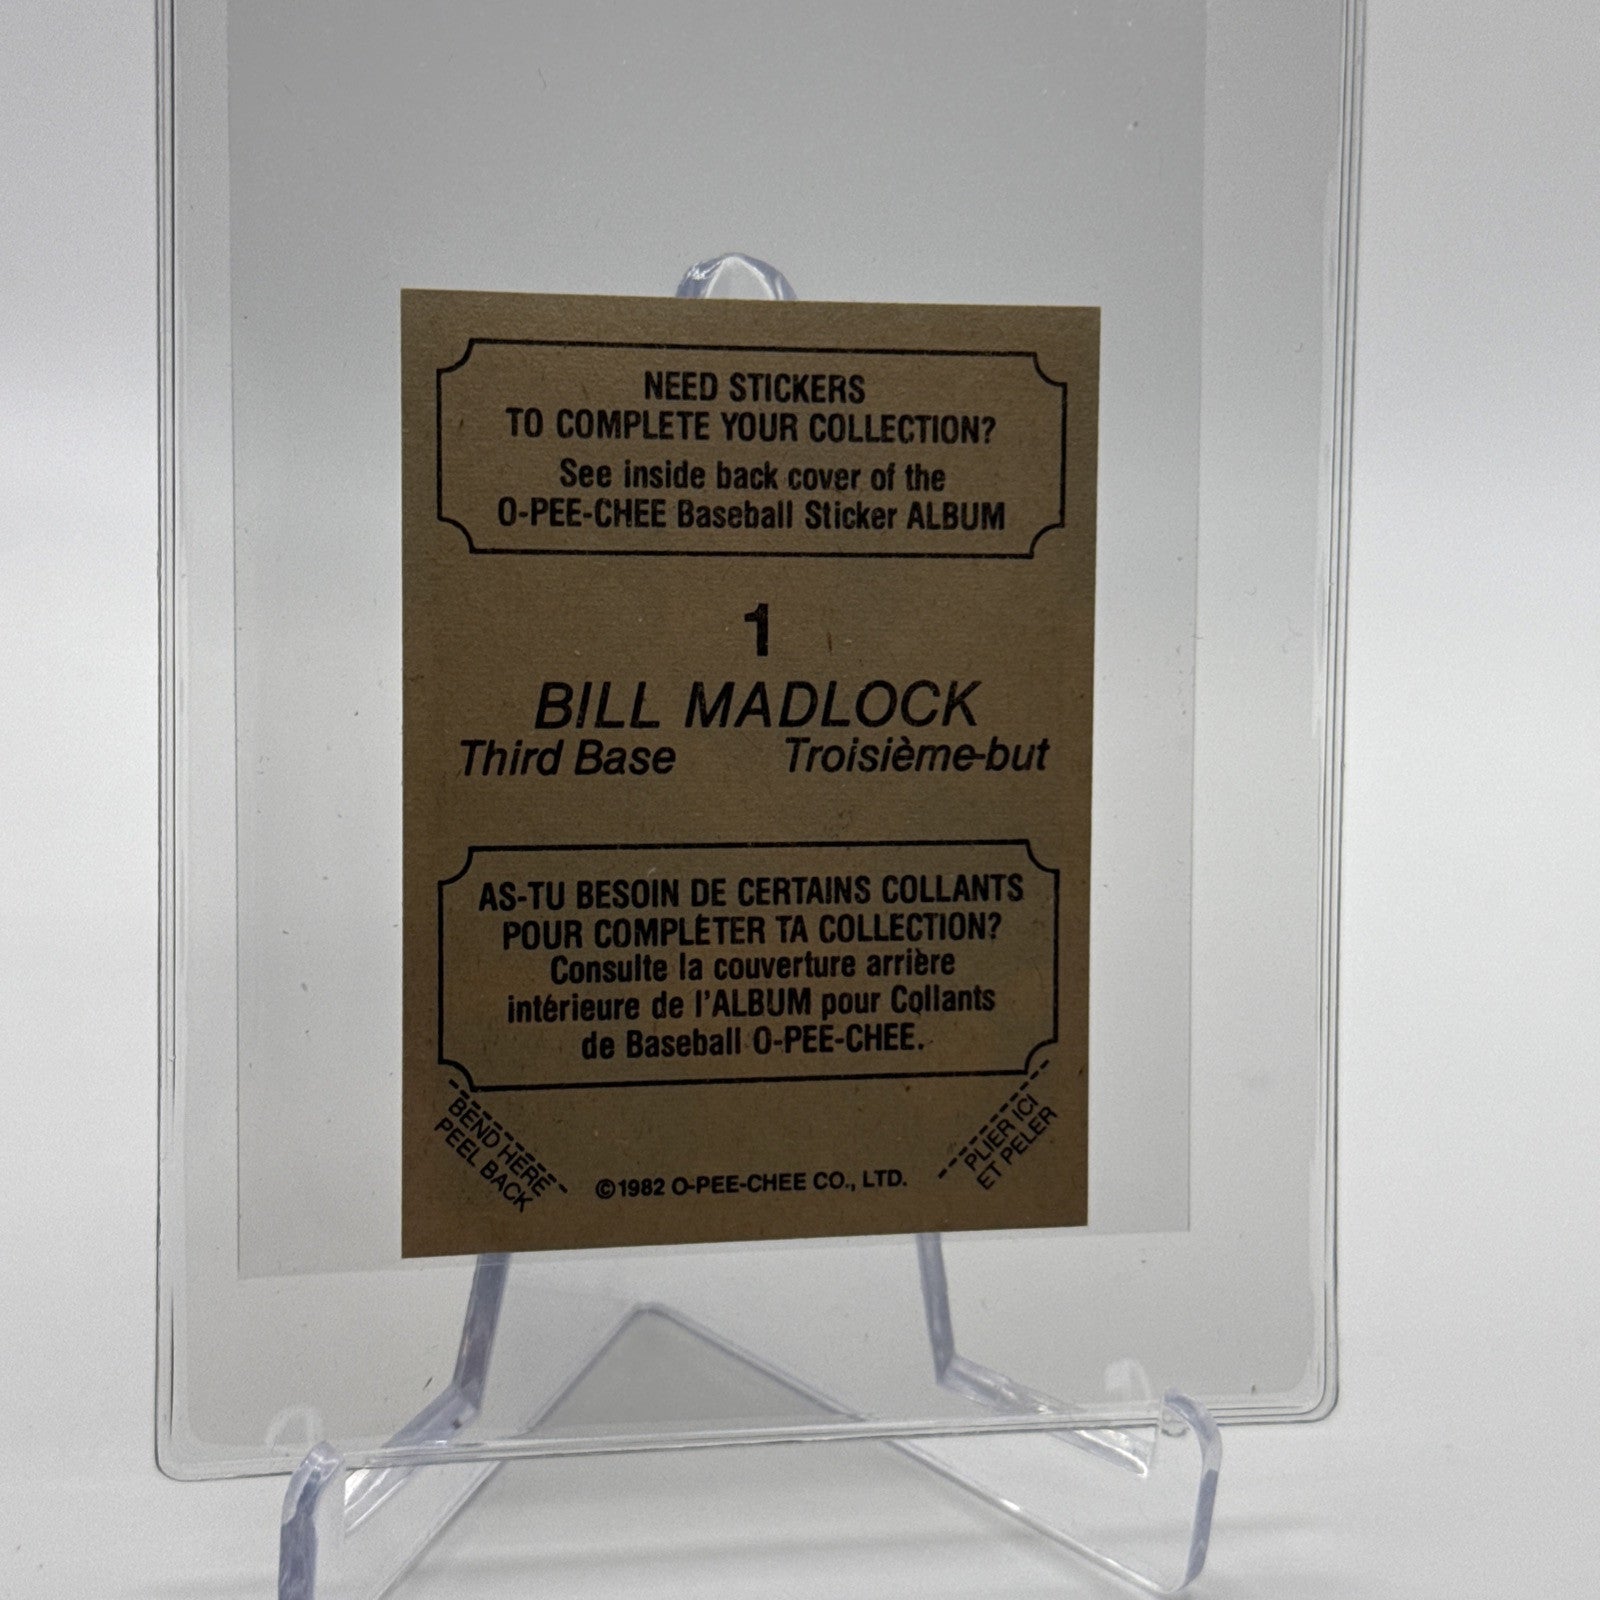 NEED STICKERS
TO COMPLETE YOUR COLLECTION?
See inside back cover of the
O-PEE-CHEE Baseball Sticker ALBUM
1
BILL MADLOCK
Third Base Troisième-but
AS-TU BESOIN DE CERTAINS COLLANTS
POUR COMPLÉTER TA COLLECTION?
Consulte la couverture arrière
intérieure de l'ALBUM pour Collants
de Baseball O-PEE-CHEE.
BEND HERE
PEEL BACK
©1982 O-PEE-CHEE CO., LTD.
PLIER ICI
ET PELER